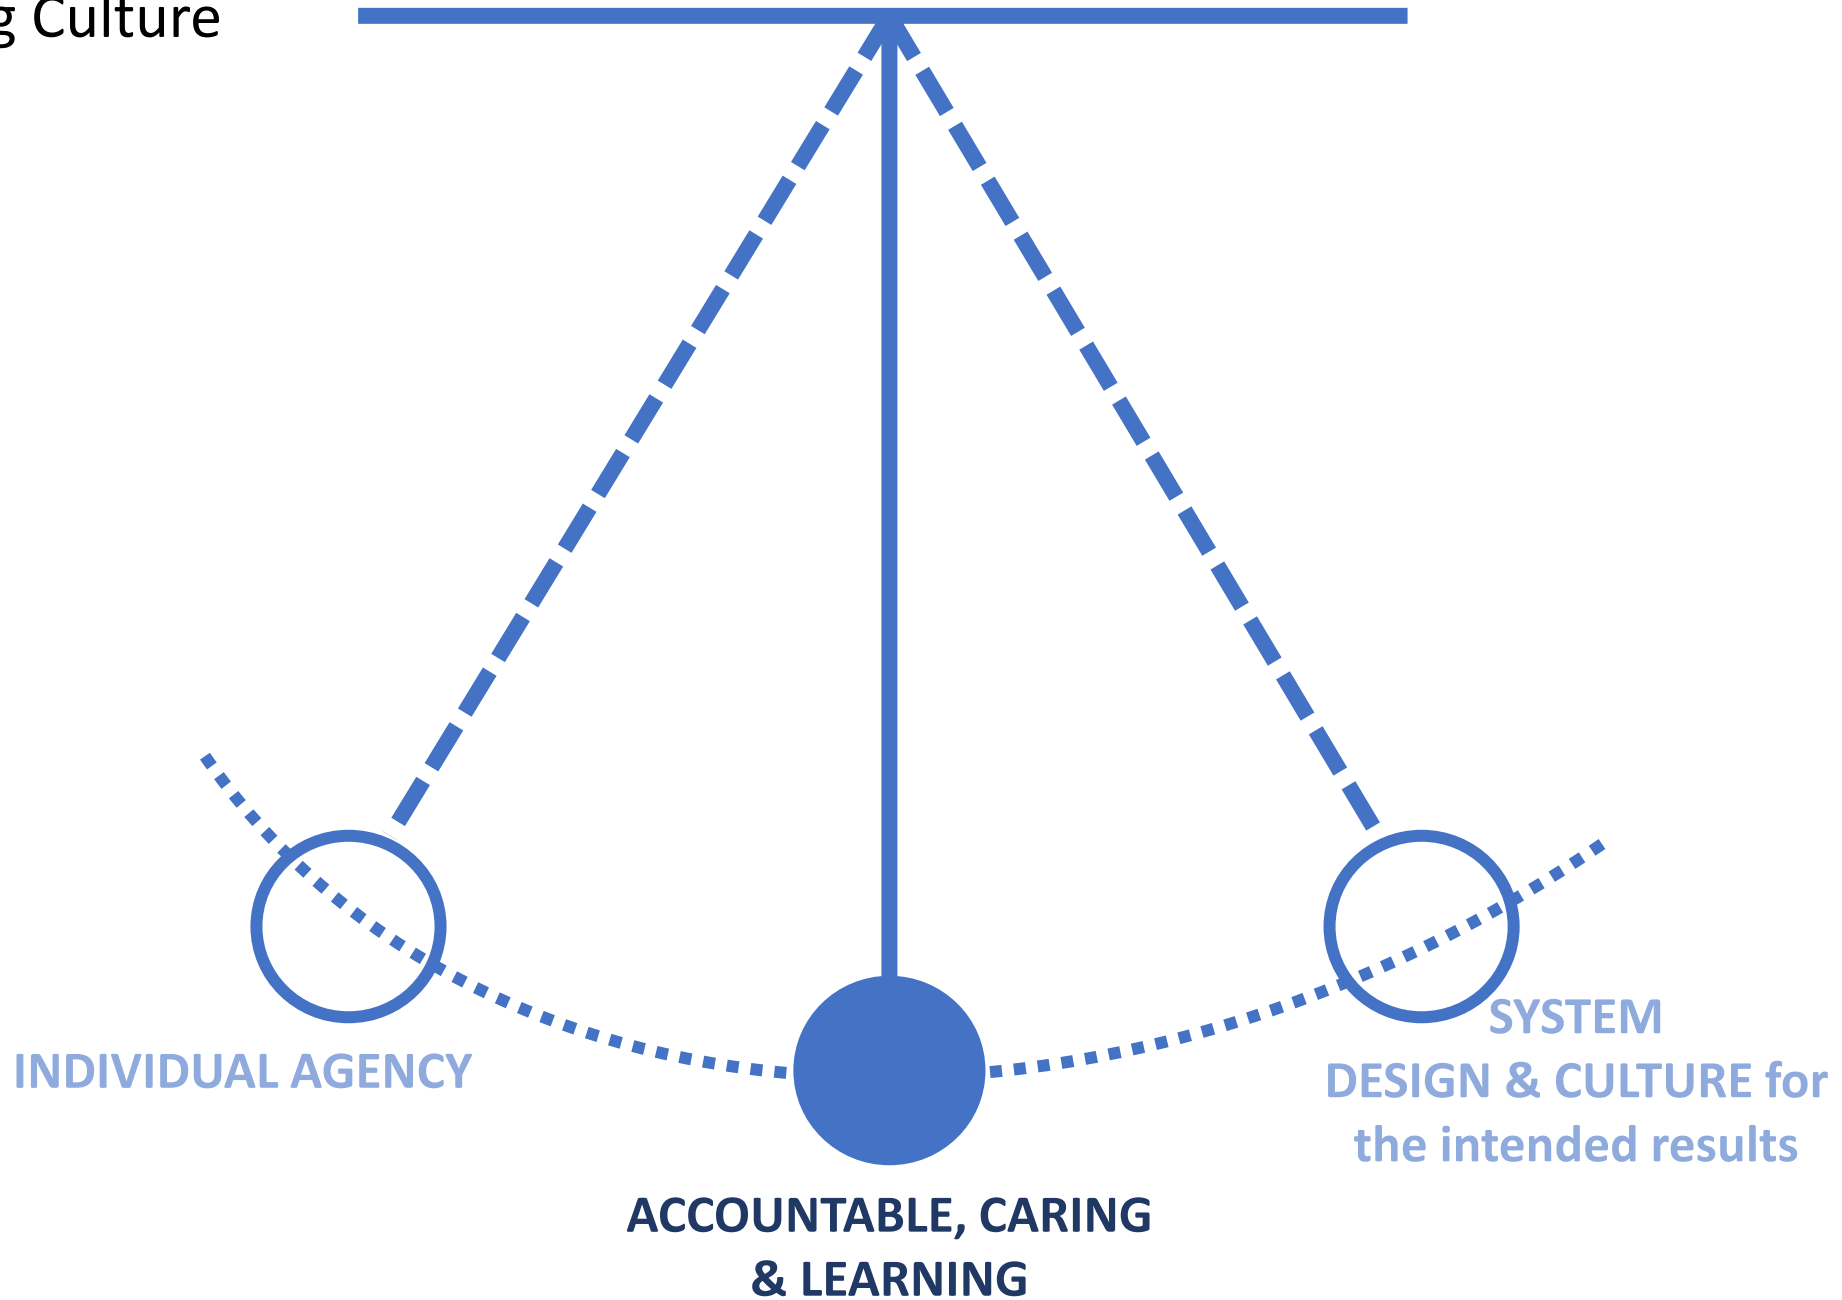 Culture
INDIVIDUAL AGENCY
SYSTEM
DESIGN & CULTURE for
the intended results
ACCOUNTABLE, CARING
& LEARNING